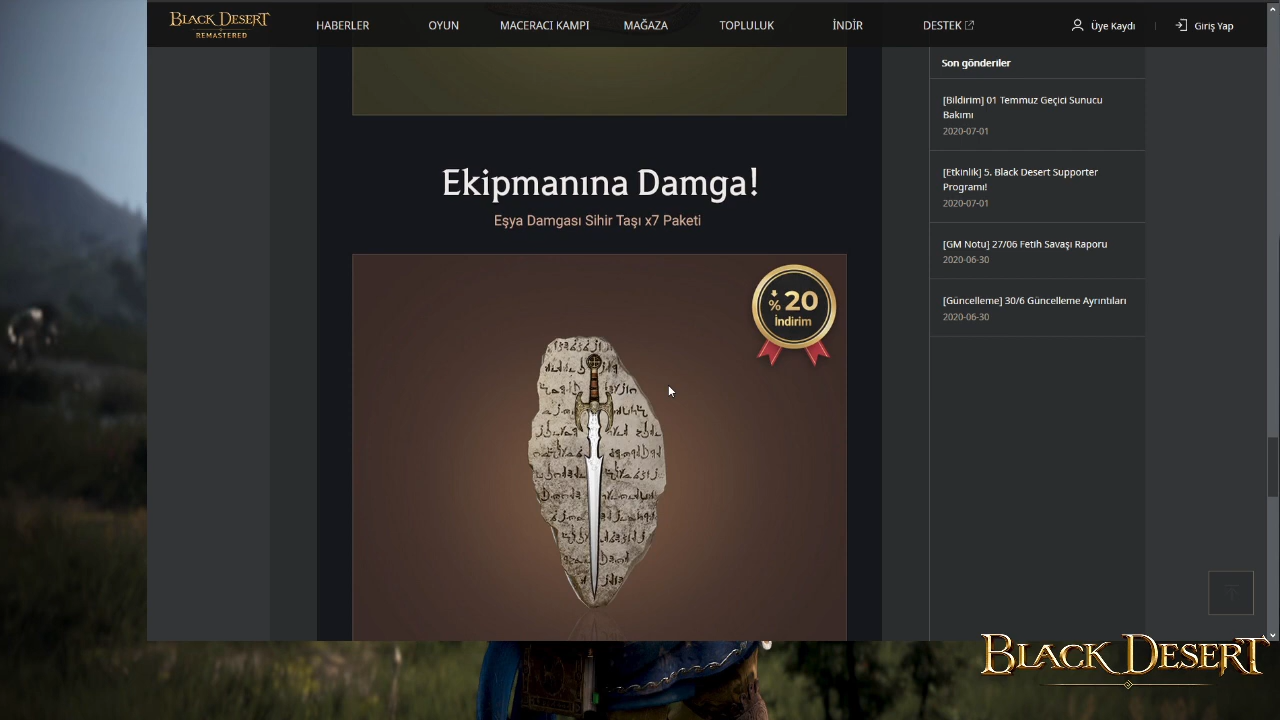 BLACK DESERT
REMASTERED
HABERLER
OYUN
MACERACI KAMPI
MAĞAZA
TOPLULUK
İNDİR
DESTEK
Üye Kaydı
Giriş Yap
Ekipmanına Damga!
Eşya Damgası Sihir Taşı x7 Paketi
% 20
İndirim
Son gönderiler
[Bildirim] 01 Temmuz Geçici Sunucu
Bakımı
2020-07-01
[Etkinlik] 5. Black Desert Supporter
Programı!
2020-07-01
[GM Notu] 27/06 Fetih Savaşı Raporu
2020-06-30
[Güncelleme] 30/6 Güncelleme Ayrıntıları
2020-06-30
BLACK DESERT